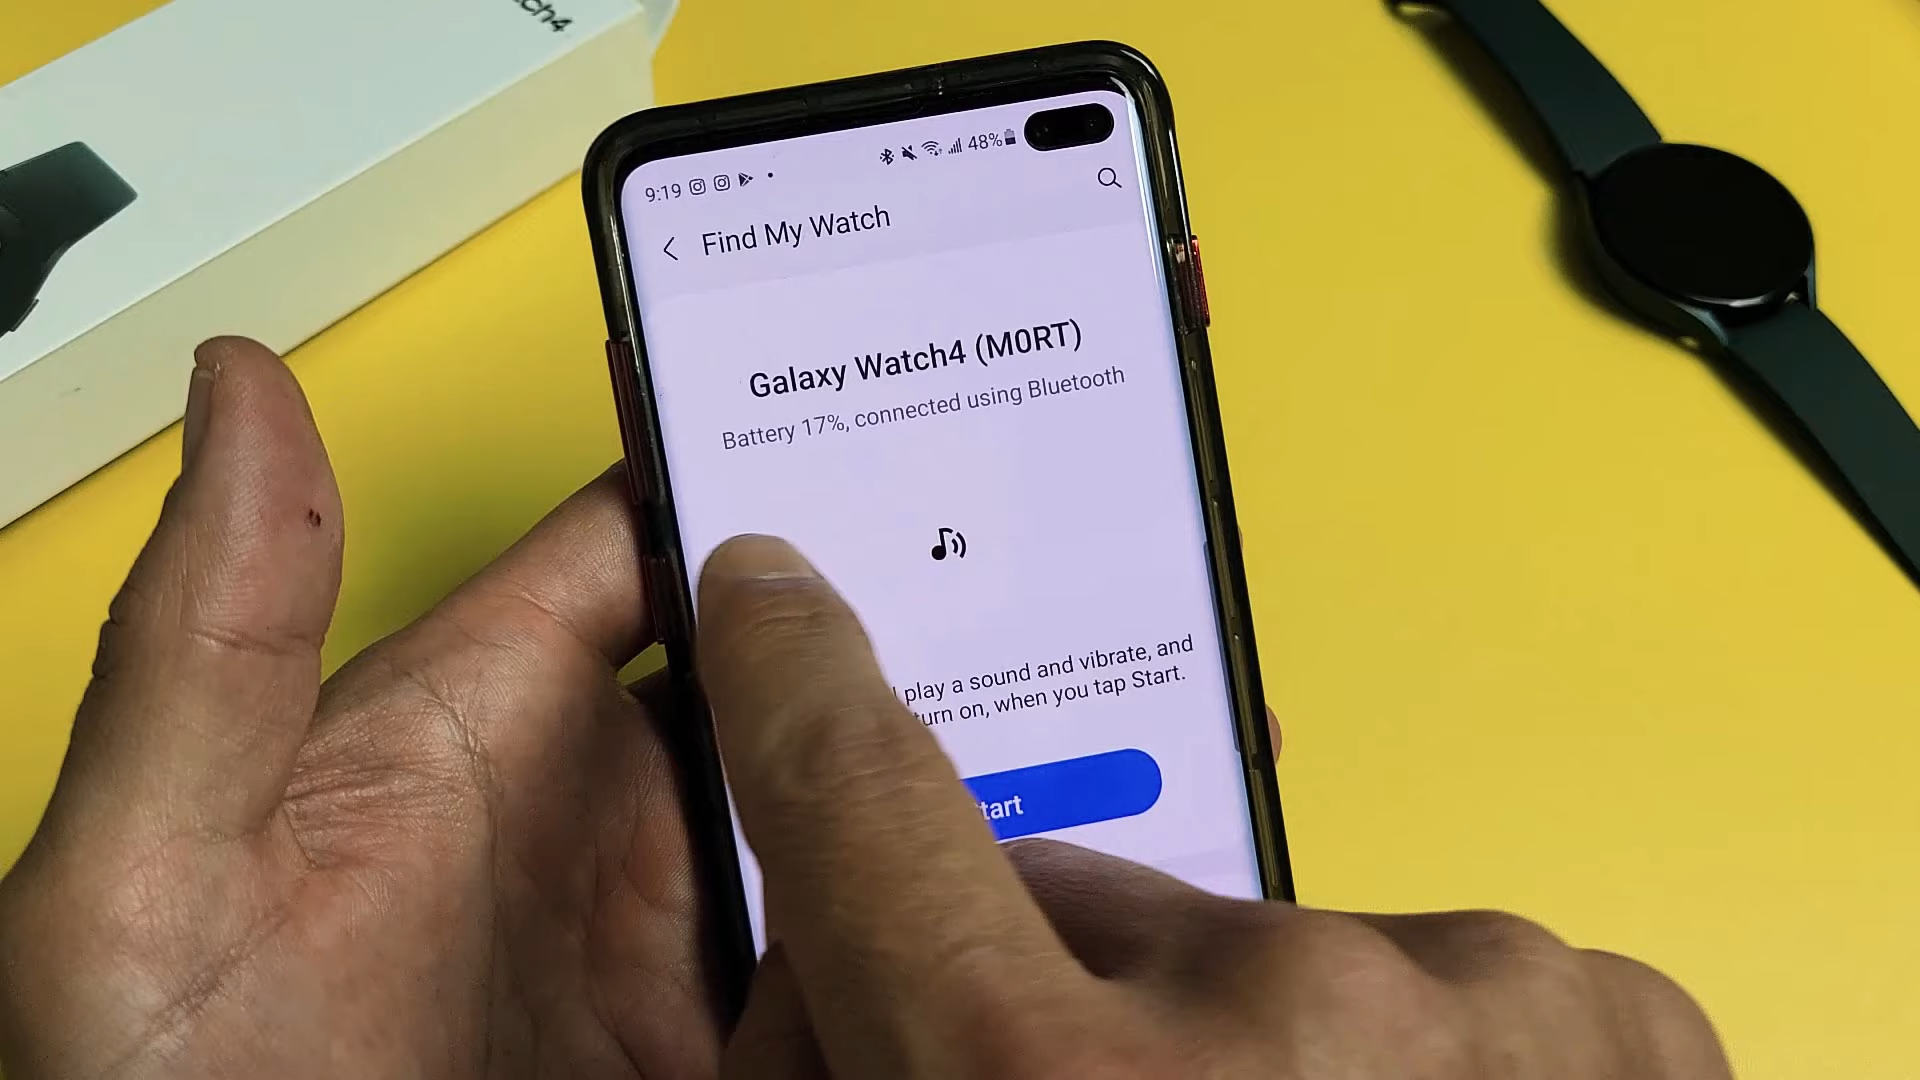 9:19 48%
Find My Watch
Galaxy Watch4 (M0RT)
Battery 17%, connected using Bluetooth
play a sound and vibrate, and
turn on, when you tap Start.
tart
tch4